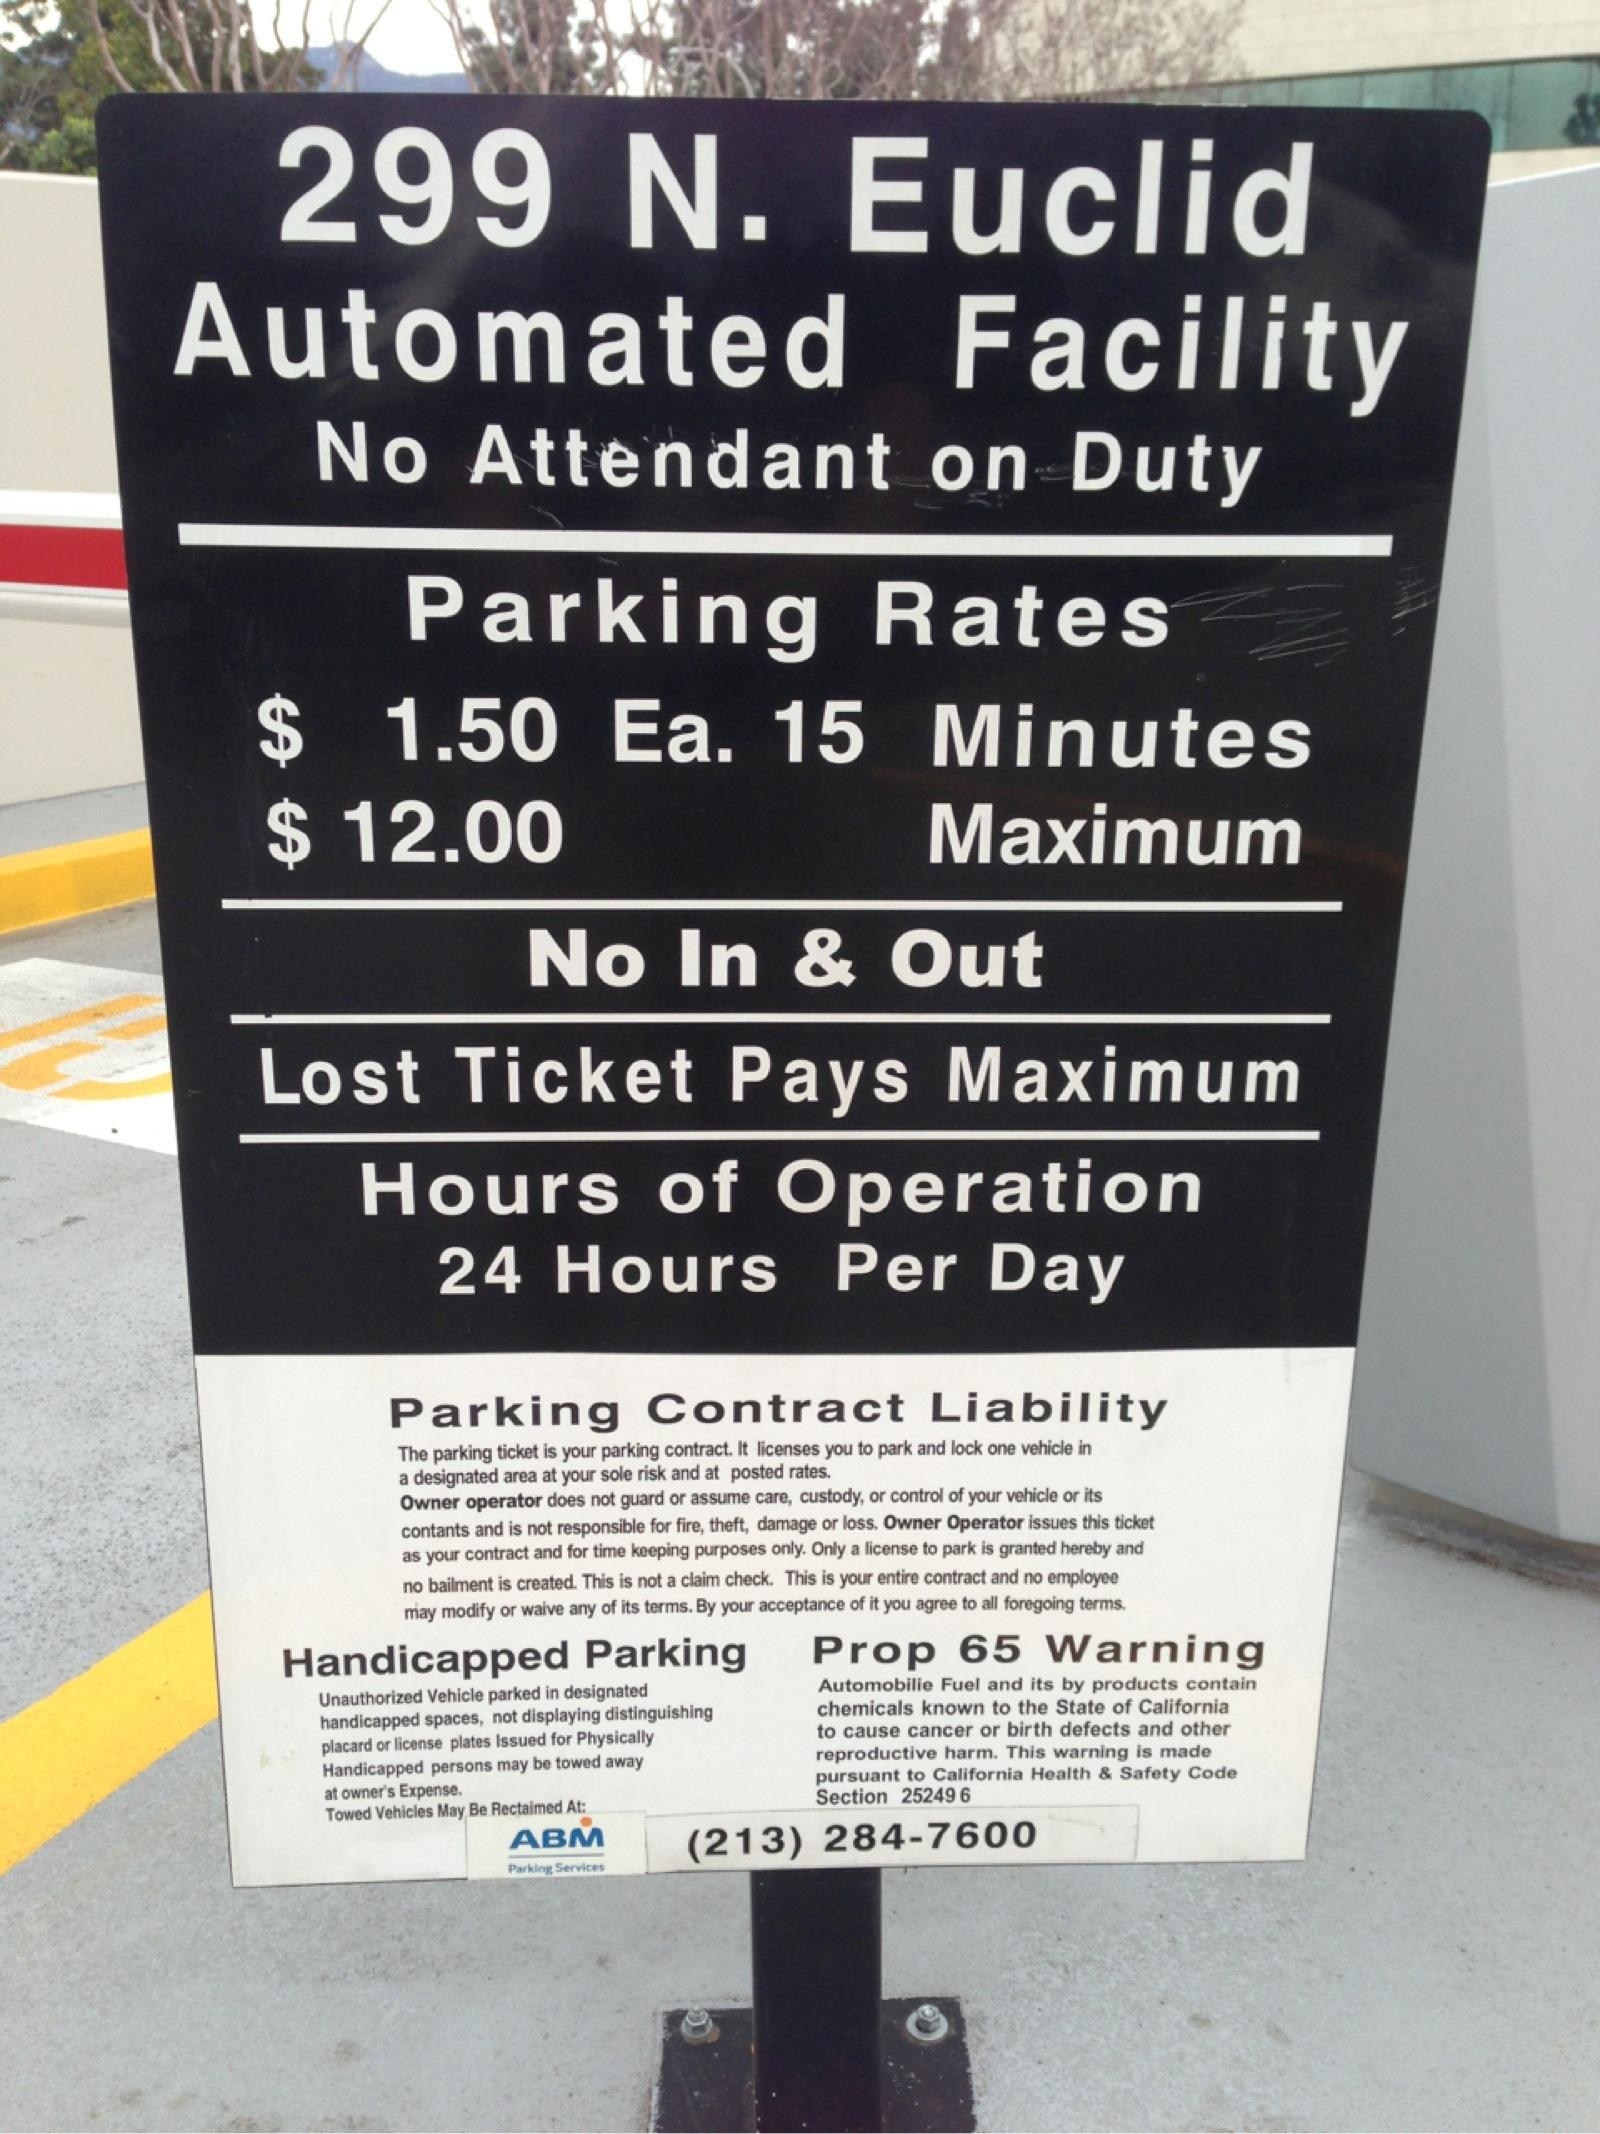 299 N. Euclid
Automated Facility
No Attendant on Duty
Parking Rates
$ 1.50 Ea. 15 Minutes
$ 12.00 Maximum
No In & Out
Lost Ticket Pays Maximum
Hours of Operation
24 Hours Per Day
Parking Contract Liability
The parking ticket is your parking contract. It licenses you to park and lock one vehicle in
a designated area at your sole risk and at posted rates.
Owner operator does not guard or assume care, custody, or control of your vehicle or its
contants and is not responsible for fire, theft, damage or loss. Owner Operator issues this ticket
as your contract and for time keeping purposes only. Only a license to park is granted hereby and
no bailment is created. This is not a claim check. This is your entire contract and no employee
may modify or waive any of its terms. By your acceptance of it you agree to all foregoing terms.
Handicapped Parking
Unauthorized Vehicle parked in designated
handicapped spaces, not displaying distinguishing
placard or license plates Issued for Physically
Handicapped persons may be towed away
at owner's Expense.
Towed Vehicles May Be Rectaimed At:
Prop 65 Warning
Automobilie Fuel and its by products contain
chemicals known to the State of California
to cause cancer or birth defects and other
reproductive harm. This warning is made
pursuant to California Health & Safety Code
Section 25249 6
ABM
Parking Services
(213) 284-7600